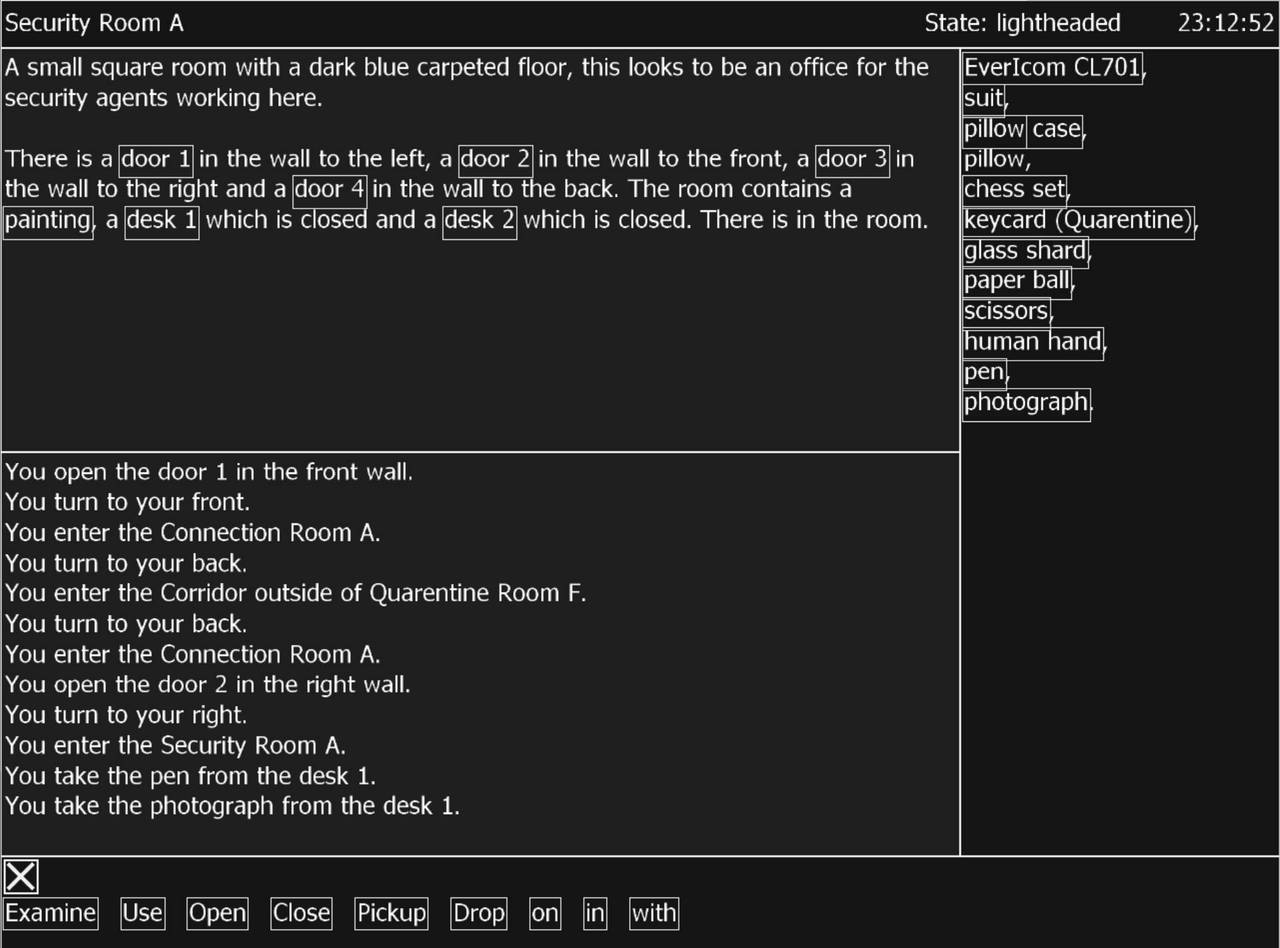 Security Room A
State: lightheaded
23:12:52
A small square room with a dark blue carpeted floor, this looks to be an office for the
security agents working here.
There is a door 1 in the wall to the left, a door 2 in the wall to the front, a door 3 in
the wall to the right and a door 4 in the wall to the back. The room contains a
painting, a desk 1 which is closed and a desk 2 which is closed. There is in the room.
EverIcom CL701,
suit,
pillow case,
pillow,
chess set,
keycard (Quarentine),
glass shard,
paper ball,
scissors,
human hand,
pen,
photograph.
You open the door 1 in the front wall.
You turn to your front.
You enter the Connection Room A.
You turn to your back.
You enter the Corridor outside of Quarentine Room F.
You turn to your back.
You enter the Connection Room A.
You open the door 2 in the right wall.
You turn to your right.
You enter the Security Room A.
You take the pen from the desk 1.
You take the photograph from the desk 1.
Examine Use Open Close Pickup Drop on in with